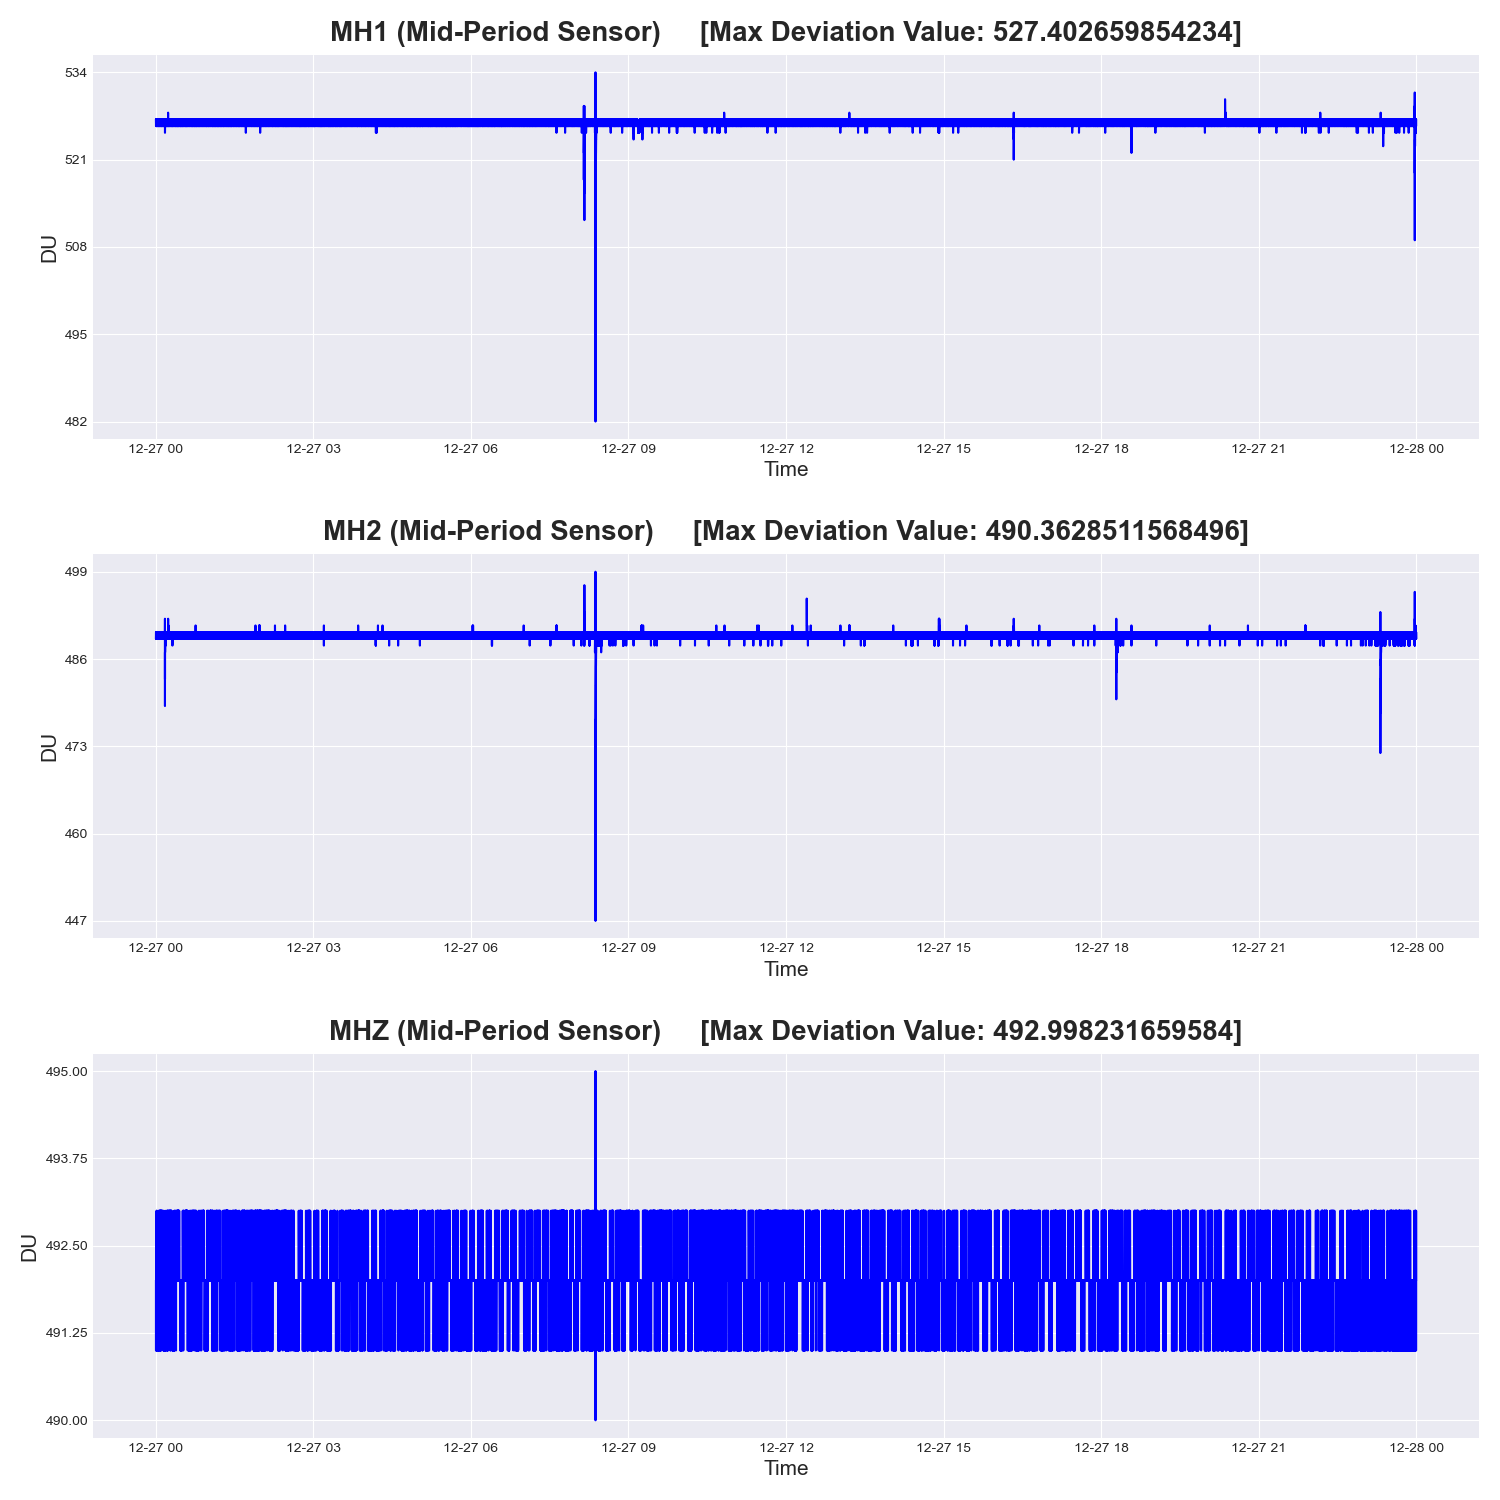 MH1 (Mid-Period Sensor) [Max Deviation Value: 527.402659854234]
534
521
508
495
482
DU
12-27 00 12-27 03 12-27 06 12-27 09 12-27 12 12-27 15 12-27 18 12-27 21 12-28 00
Time
MH2 (Mid-Period Sensor) [Max Deviation Value: 490.3628511568496]
499
486
473
460
447
DU
12-27 00 12-27 03 12-27 06 12-27 09 12-27 12 12-27 15 12-27 18 12-27 21 12-28 00
Time
MHZ (Mid-Period Sensor) [Max Deviation Value: 492.998231659584]
495.00
493.75
492.50
491.25
490.00
DU
12-27 00 12-27 03 12-27 06 12-27 09 12-27 12 12-27 15 12-27 18 12-27 21 12-28 00
Time